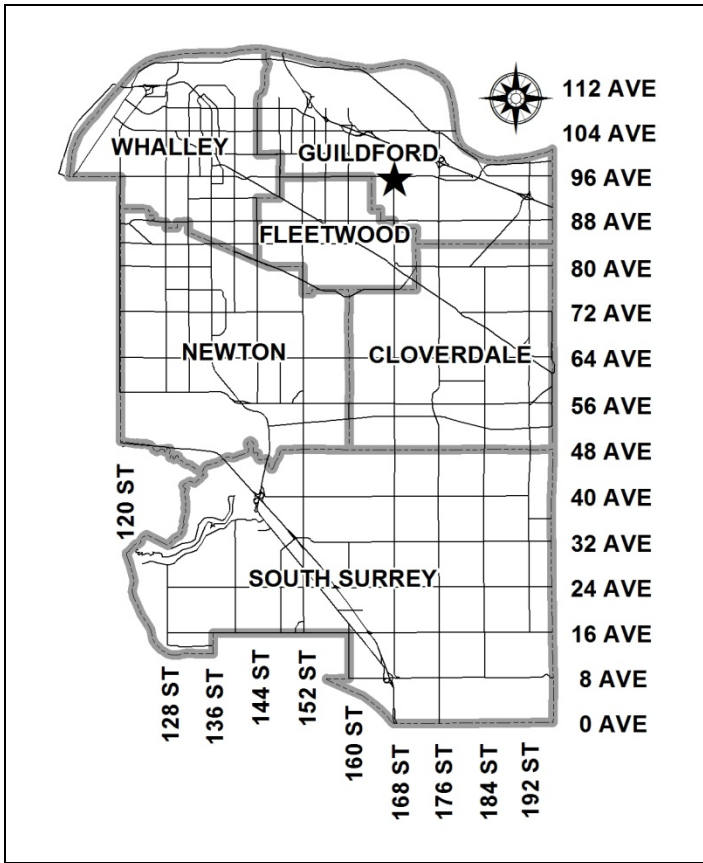 112 AVE
104 AVE
WHALLEY
GUILDFORD
96 AVE
88 AVE
FLEETWOOD
80 AVE
72 AVE
NEWTON
CLOVERDALE
64 AVE
56 AVE
48 AVE
120 ST
40 AVE
32 AVE
SOUTH SURREY
24 AVE
16 AVE
128 ST
136 ST
144 ST
152 ST
160 ST
168 ST
176 ST
184 ST
192 ST
8 AVE
0 AVE